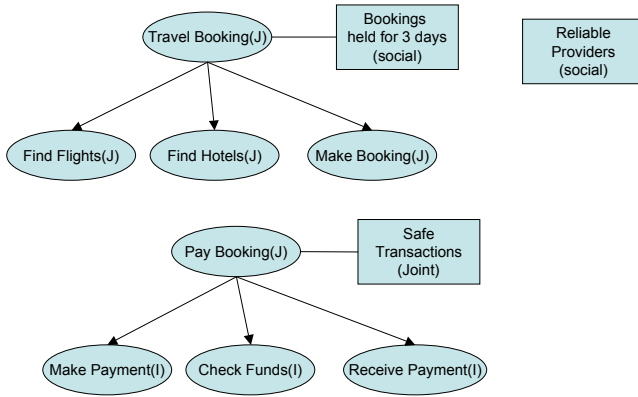 Travel Booking(J)
Bookings
held for 3 days
(social)
Reliable
Providers
(social)
Find Flights(J)
Find Hotels(J)
Make Booking(J)
Pay Booking(J)
Safe
Transactions
(Joint)
Make Payment(I)
Check Funds(I)
Receive Payment(I)